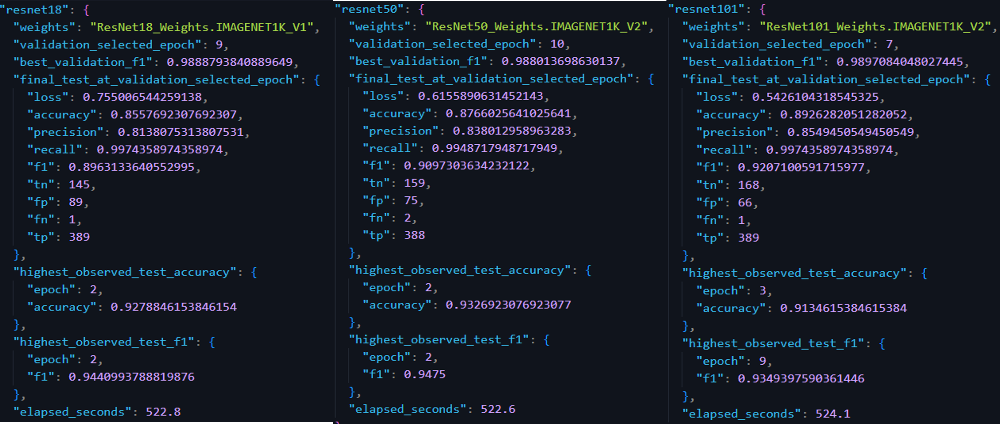 "resnet18": {
"weights": "ResNet18_Weights.IMAGENET1K_V1",
"validation_selected_epoch": 9,
"best_validation_f1": 0.9888793840889649,
"final_test_at_validation_selected_epoch": {
"loss": 0.755006544259138,
"accuracy": 0.8557692307692307,
"precision": 0.8138075313807531,
"recall": 0.9974358974358974,
"f1": 0.8963133640552995,
"tn": 145,
"fp": 89,
"fn": 1,
"tp": 389
},
"highest_observed_test_accuracy": {
"epoch": 2,
"accuracy": 0.9278846153846154
},
"highest_observed_test_f1": {
"epoch": 2,
"f1": 0.9440993788819876
},
"elapsed_seconds": 522.8
"resnet50": {
"weights": "ResNet50_Weights.IMAGENET1K_V2",
"validation_selected_epoch": 10,
"best_validation_f1": 0.988013698630137,
"final_test_at_validation_selected_epoch": {
"loss": 0.6155890631452143,
"accuracy": 0.8766025641025641,
"precision": 0.838012958963283,
"recall": 0.9948717948717949,
"f1": 0.9097303634232122,
"tn": 159,
"fp": 75,
"fn": 2,
"tp": 388
},
"highest_observed_test_accuracy": {
"epoch": 2,
"accuracy": 0.9326923076923077
},
"highest_observed_test_f1": {
"epoch": 2,
"f1": 0.9475
},
"elapsed_seconds": 522.6
"resnet101": {
"weights": "ResNet101_Weights.IMAGENET1K_V2",
"validation_selected_epoch": 7,
"best_validation_f1": 0.9897084048027445,
"final_test_at_validation_selected_epoch": {
"loss": 0.5426104318545325,
"accuracy": 0.8926282051282052,
"precision": 0.8549450549450549,
"recall": 0.9974358974358974,
"f1": 0.9207100591715977,
"tn": 168,
"fp": 66,
"fn": 1,
"tp": 389
},
"highest_observed_test_accuracy": {
"epoch": 3,
"accuracy": 0.9134615384615384
},
"highest_observed_test_f1": {
"epoch": 9,
"f1": 0.9349397590361446
},
"elapsed_seconds": 524.1